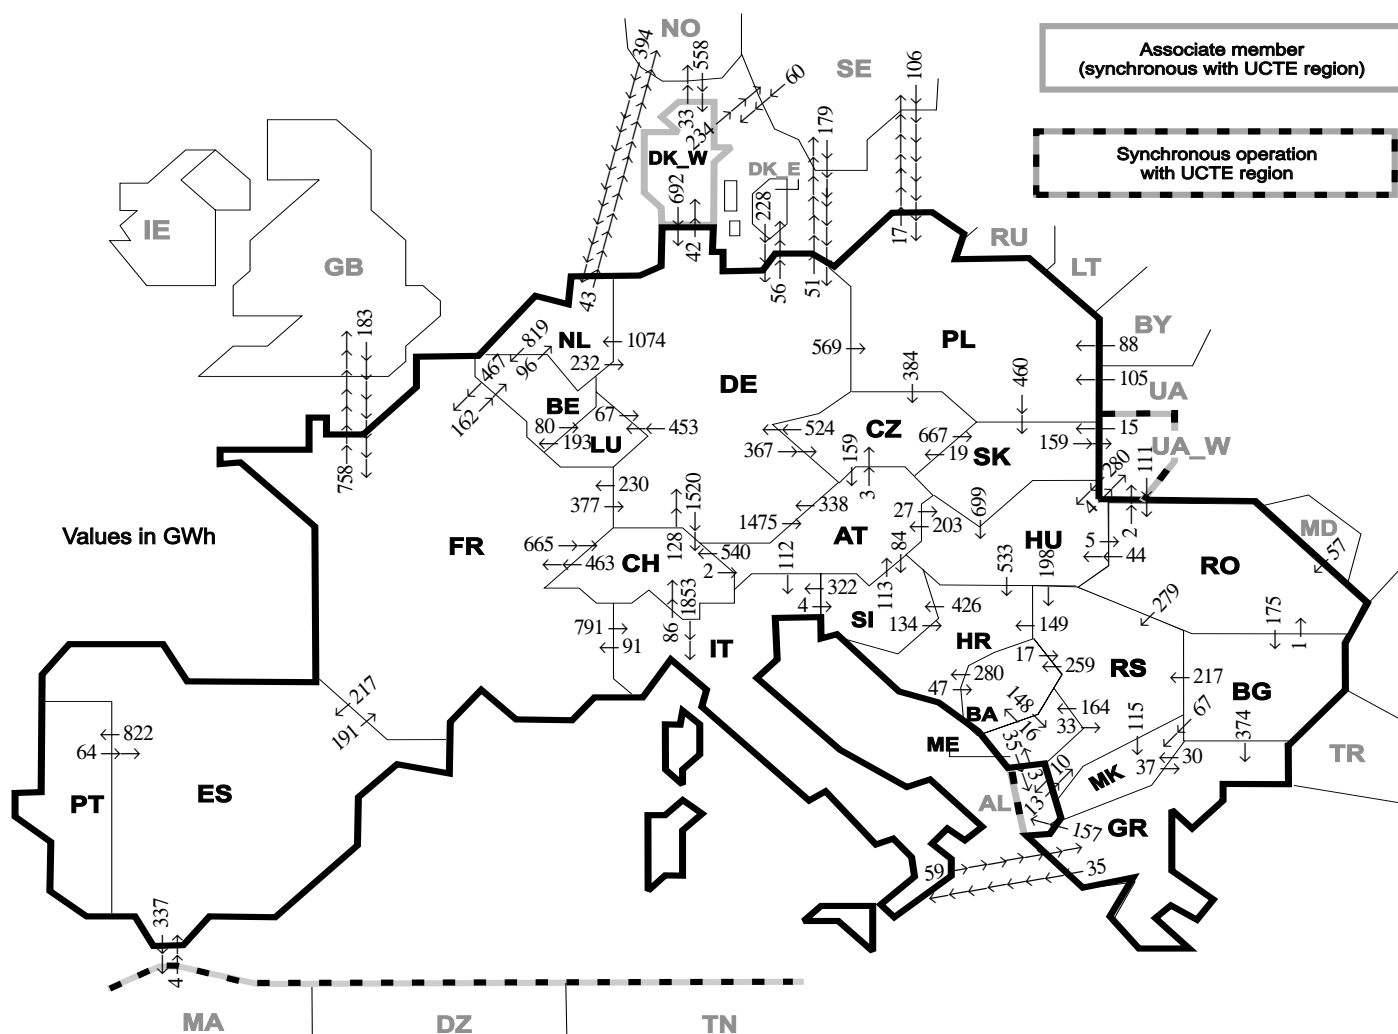 NO
394
558
SE
60
106
Associate member
(synchronous with UCTE region)
33
234
179
DK_W
DK_E
Synchronous operation
with UCTE region
692
228
IE
GB
42
17
RU
LT
43
56
51
183
NL
819
96
1074
232
569
PL
BY
88
467
DE
384
460
105
UA
162
BE
67
80
193
LU
453
524
367
CZ
667
19
SK
15
159
UA_W
758
159
280
111
230
377
1520
3
338
699
4
2
Values in GWh
FR
665
463
CH
128
540
2
1475
112
AT
27
203
84
HU
5
44
RO
MD
57
533
198
322
4
113
SI
426
134
279
175
1
791
91
86
1853
IT
HR
149
17
259
RS
280
47
217
BG
217
191
BA
148
16
164
33
115
67
374
822
64
ME
35
3
10
MK
37
30
TR
PT
ES
AL
13
157
GR
59
35
337
4
MA
DZ
TN